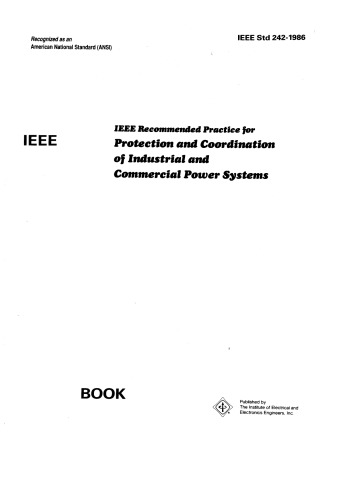 Recognized as an
American National Standard (ANSI)
IEEE Std 242-1986
IEEE
IEEE Recommended Practice for
Protection and Coordination
of Industrial and
Commercial Power Systems
BOOK
Published by
The Institute of Electrical and
Electronics Engineers, Inc